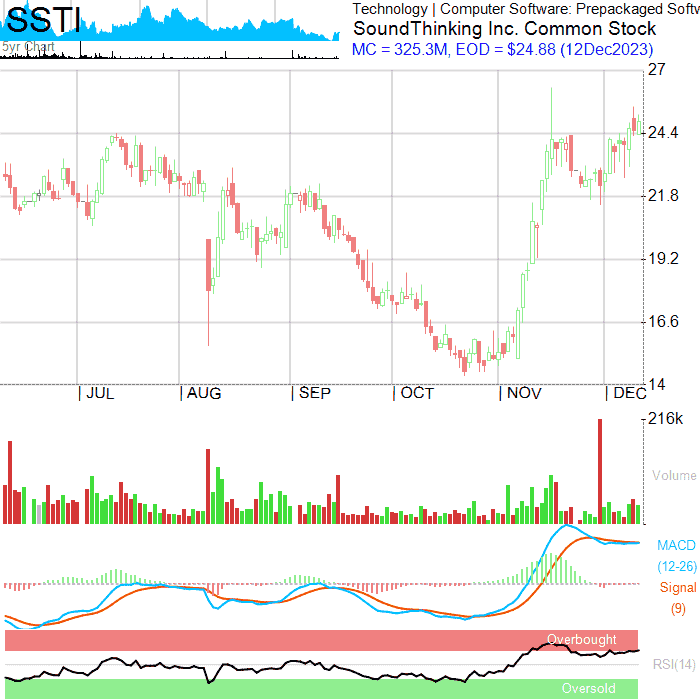 SSTI
5yr Chart
Technology | Computer Software: Prepackaged Softw
SoundThinking Inc. Common Stock
MC = 325.3M, EOD = $24.88 (12Dec2023)
27
24.4
21.8
19.2
16.6
14
| JUL | AUG | SEP | OCT | NOV | DEC
216k
Volume
MACD
(12-26)
Signal
(9)
Overbought
RSI(14)
Oversold